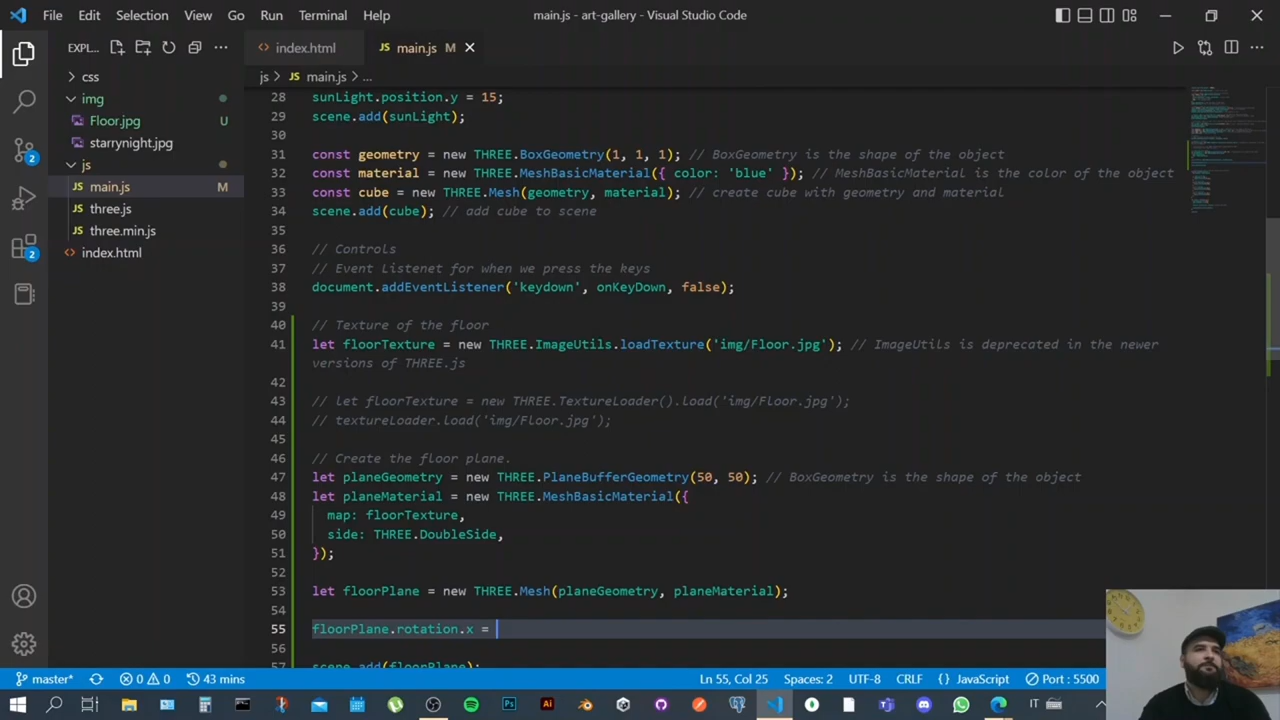 File Edit Selection View Go Run Terminal Help
main.js - art-gallery - Visual Studio Code
EXPL...
css
img
Floor.jpg U
starrynight.jpg
js
JS main.js M
JS three.js
JS three.min.js
<> index.html
2
2
<> index.html
JS main.js M
js > JS main.js > ...
28 sunLight.position.y = 15;
29 scene.add(sunLight);
30
31 const geometry = new THREE.BoxGeometry(1, 1, 1); // BoxGeometry is the shape of the object
32 const material = new THREE.MeshBasicMaterial({ color: 'blue' }); // MeshBasicMaterial is the color of the object
33 const cube = new THREE.Mesh(geometry, material); // create cube with geometry and material
34 scene.add(cube); // add cube to scene
35
36 // Controls
37 // Event Listenet for when we press the keys
38 document.addEventListener('keydown', onKeyDown, false);
39
40 // Texture of the floor
41 let floorTexture = new THREE.ImageUtils.loadTexture('img/Floor.jpg'); // ImageUtils is deprecated in the newer
versions of THREE.js
42
43 // let floorTexture = new THREE.TextureLoader().load('img/Floor.jpg');
44 // textureLoader.load('img/Floor.jpg');
45
46 // Create the floor plane.
47 let planeGeometry = new THREE.PlaneBufferGeometry(50, 50); // BoxGeometry is the shape of the object
48 let planeMaterial = new THREE.MeshBasicMaterial({
49 map: floorTexture,
50 side: THREE.DoubleSide,
51 });
52
53 let floorPlane = new THREE.Mesh(planeGeometry, planeMaterial);
54
55 floorPlane.rotation.x =
56
57 scene.add(floorPlane);
master* 0 0 43 mins
Ln 55, Col 25 Spaces: 2 UTF-8 CRLF {} JavaScript Port : 5500
Ps Ai ITA